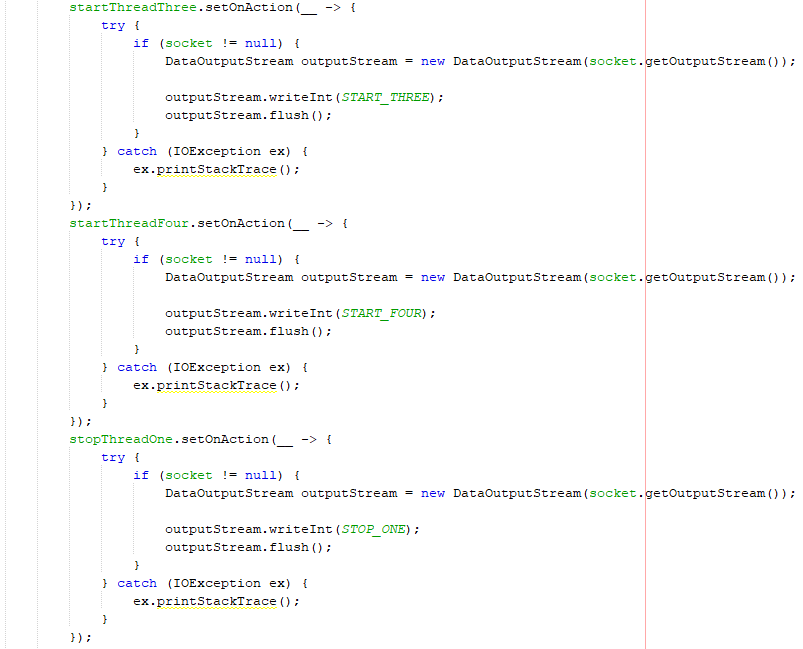 startThreadThree.setOnAction(__ -> {
    try {
        if (socket != null) {
            DataOutputStream outputStream = new DataOutputStream(socket.getOutputStream());

            outputStream.writeInt(START_THREE);
            outputStream.flush();
        }
    } catch (IOException ex) {
        ex.printStackTrace();
    }
});
startThreadFour.setOnAction(__ -> {
    try {
        if (socket != null) {
            DataOutputStream outputStream = new DataOutputStream(socket.getOutputStream());

            outputStream.writeInt(START_FOUR);
            outputStream.flush();
        }
    } catch (IOException ex) {
        ex.printStackTrace();
    }
});
stopThreadOne.setOnAction(__ -> {
    try {
        if (socket != null) {
            DataOutputStream outputStream = new DataOutputStream(socket.getOutputStream());

            outputStream.writeInt(STOP_ONE);
            outputStream.flush();
        }
    } catch (IOException ex) {
        ex.printStackTrace();
    }
});